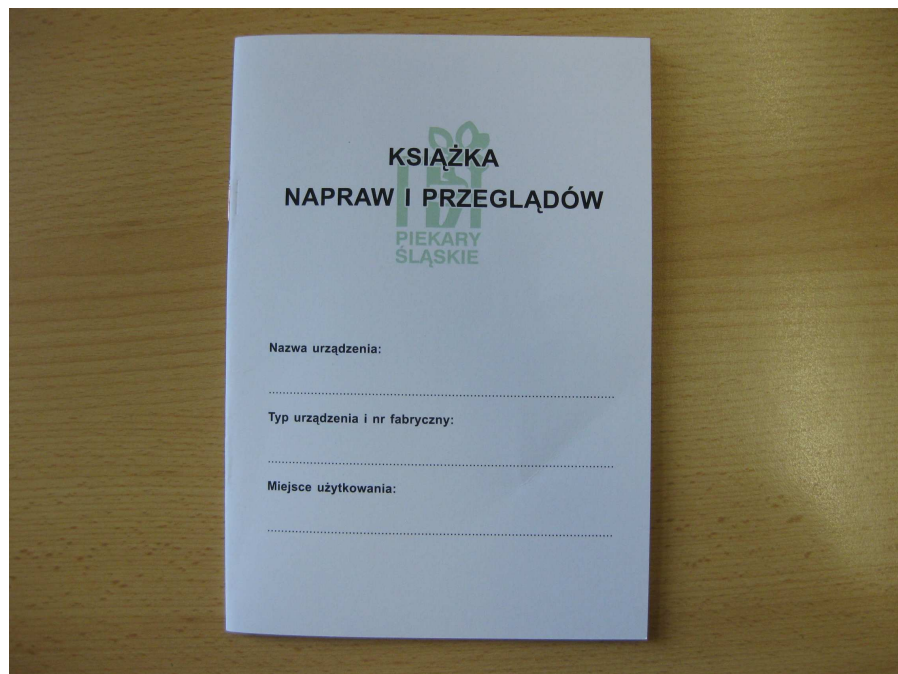 KSIĄŻKA
NAPRAW I PRZEGLĄDÓW
PIEKARY
ŚLĄSKIE
Nazwa urządzenia:
Typ urządzenia i nr fabryczny:
Miejsce użytkowania: